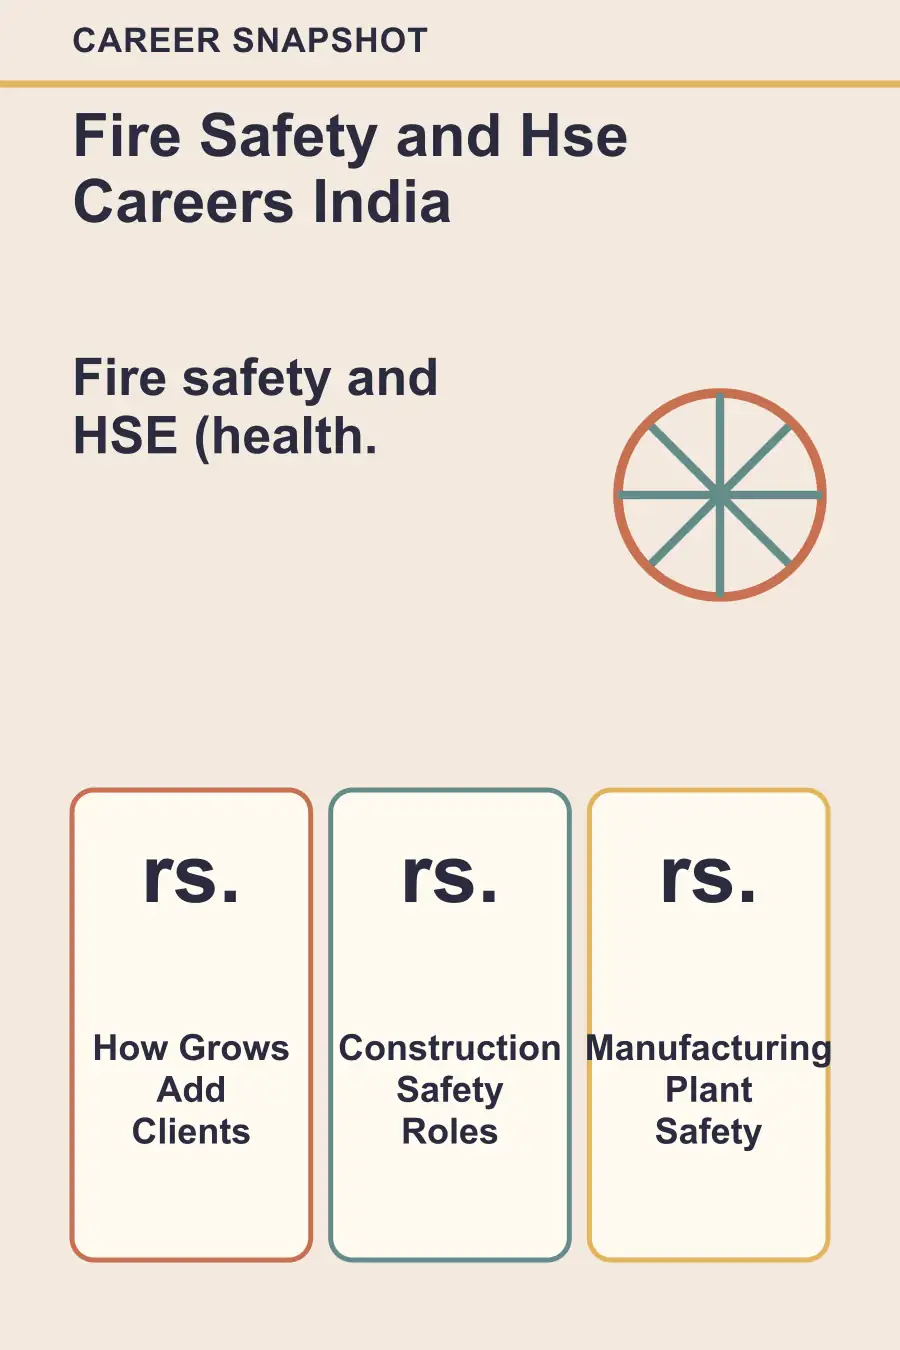 CAREER SNAPSHOT
Fire Safety and Hse
Careers India
Fire safety and
HSE (health.
rs.
How Grows
Add
Clients
rs.
Construction
Safety
Roles
rs.
Manufacturing
Plant
Safety